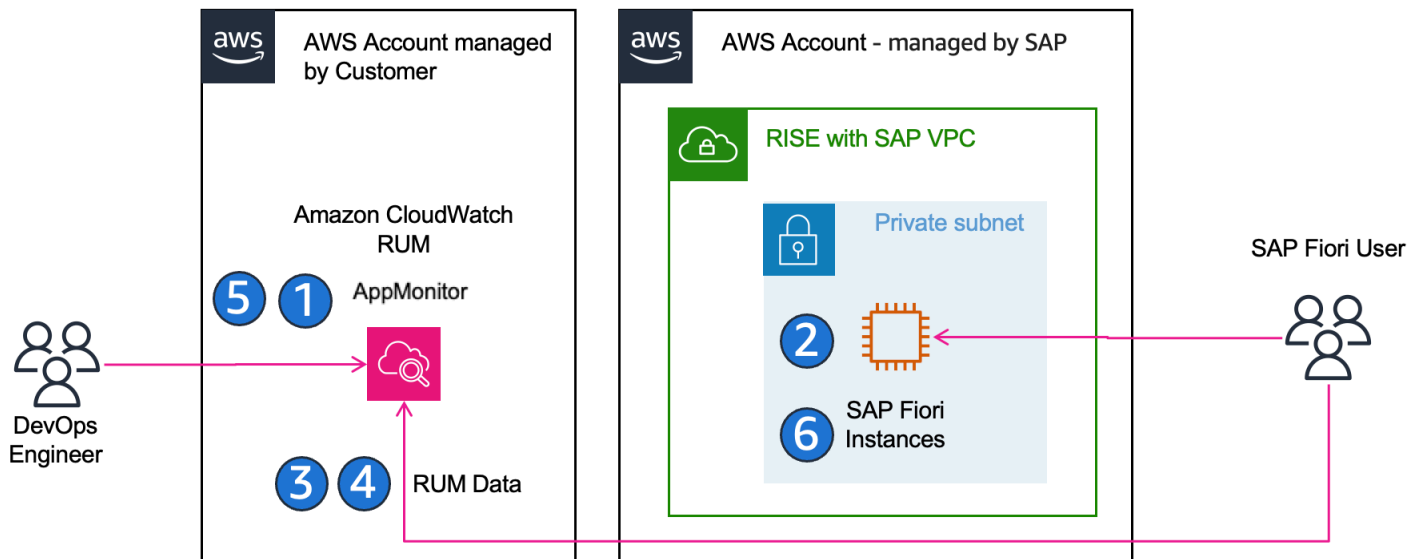 aws
AWS Account managed
by Customer
aws
AWS Account - managed by SAP
RISE with SAP VPC
Amazon CloudWatch
RUM
Private subnet
SAP Fiori User
5
1
AppMonitor
2
DevOps
Engineer
6
SAP Fiori
Instances
3
4
RUM Data